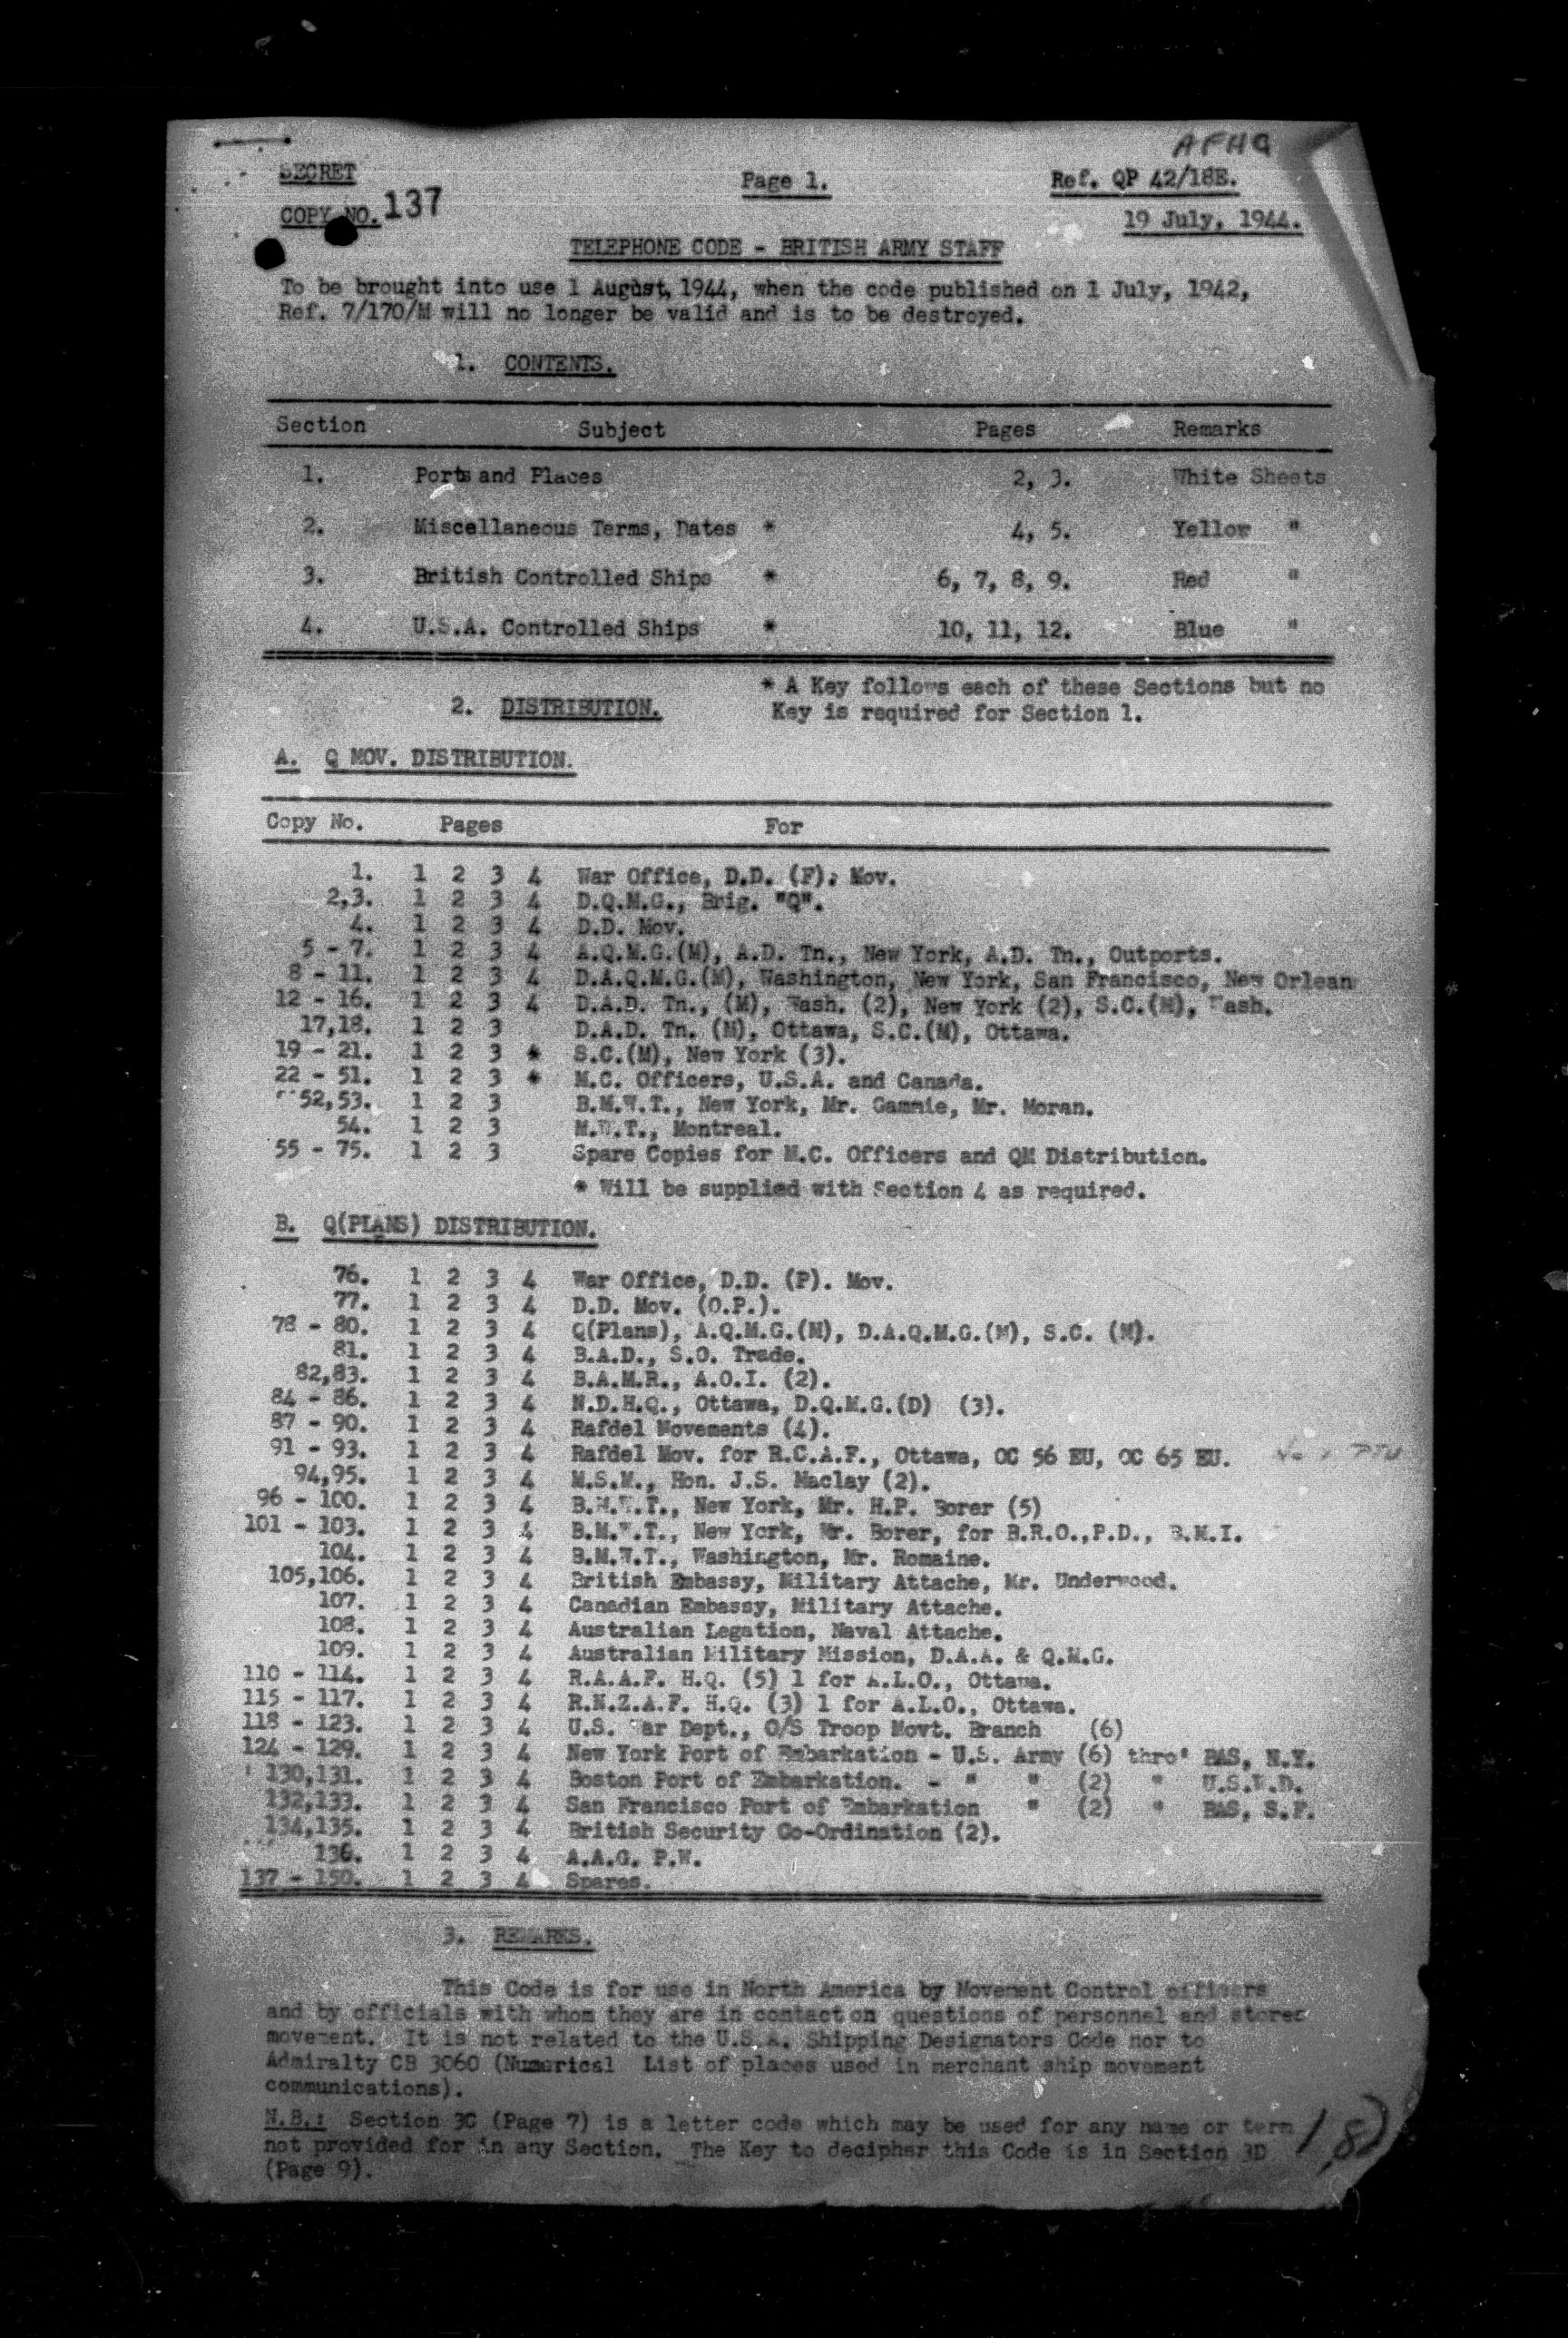 AFHQ
SECRET Page 1. Ref. QP 42/18E.
COPY NO. 137
19 July, 1944.
TELEPHONE CODE - BRITISH ARMY STAFF
To be brought into use 1 August, 1944, when the code published on 1 July, 1942,
Ref. 7/170/M will no longer be valid and is to be destroyed.
1. CONTENTS.
Section Subject Pages Remarks
1. Ports and Places 2, 3. White Sheets
2. Miscellaneous Terms, Dates * 4, 5. Yellow "
3. British Controlled Ships * 6, 7, 8, 9. Red "
4. U.S.A. Controlled Ships * 10, 11, 12. Blue "
* A Key follows each of these Sections but no
Key is required for Section 1.
2. DISTRIBUTION.
A. Q MOV. DISTRIBUTION.
Copy No. Pages For
1. 1 2 3 4 War Office, D.D. (F). Mov.
2,3. 1 2 3 4 D.Q.M.G., Brig. "Q".
4. 1 2 3 4 D.D. Mov.
5 - 7. 1 2 3 4 A.Q.M.G.(M), A.D. Tn., New York, A.D. Tn., Outports.
8 - 11. 1 2 3 4 D.A.Q.M.G.(M), Washington, New York, San Francisco, New Orlean
12 - 16. 1 2 3 4 D.A.D. Tn., (M), Wash. (2), New York (2), S.C.(M), Wash.
17,18. 1 2 3 D.A.D. Tn. (M), Ottawa, S.C.(M), Ottawa.
19 - 21. 1 2 3 * S.C.(M), New York (3).
22 - 51. 1 2 3 * M.C. Officers, U.S.A. and Canada.
52,53. 1 2 3 B.M.W.T., New York, Mr. Gammie, Mr. Moran.
54. 1 2 3 M.W.T., Montreal.
55 - 75. 1 2 3 Spare Copies for M.C. Officers and QM Distribution.
* Will be supplied with Section 4 as required.
B. Q(PLANS) DISTRIBUTION.
76. 1 2 3 4 War Office, D.D. (P). Mov.
77. 1 2 3 4 D.D. Mov. (O.P.).
78 - 80. 1 2 3 4 Q(Plans), A.Q.M.G.(M), D.A.Q.M.G.(M), S.C. (M).
81. 1 2 3 4 B.A.D., S.O. Trade.
82,83. 1 2 3 4 B.A.M.R., A.O.I. (2).
84 - 86. 1 2 3 4 N.D.H.Q., Ottawa, D.Q.M.G.(D) (3).
87 - 90. 1 2 3 4 Rafdel Movements (4).
91 - 93. 1 2 3 4 Rafdel Mov. for R.C.A.F., Ottawa, OC 56 EU, OC 65 EU.
94,95. 1 2 3 4 M.S.M., Hon. J.S. Maclay (2).
96 - 100. 1 2 3 4 B.M.W.T., New York, Mr. H.P. Borer (5)
101 - 103. 1 2 3 4 B.M.W.T., New York, Mr. Borer, for B.R.O.,P.D., B.M.I.
104. 1 2 3 4 B.M.W.T., Washington, Mr. Romaine.
105,106. 1 2 3 4 British Embassy, Military Attache, Mr. Underwood.
107. 1 2 3 4 Canadian Embassy, Military Attache.
108. 1 2 3 4 Australian Legation, Naval Attache.
109. 1 2 3 4 Australian Military Mission, D.A.A. & Q.M.G.
110 - 114. 1 2 3 4 R.A.A.F. H.Q. (5) 1 for A.L.O., Ottawa.
115 - 117. 1 2 3 4 R.N.Z.A.F. H.Q. (3) 1 for A.L.O., Ottawa.
118 - 123. 1 2 3 4 U.S. War Dept., O/S Troop Movt. Branch (6)
124 - 129. 1 2 3 4 New York Port of Embarkation - U.S. Army (6) thro' BAS, N.Y.
130,131. 1 2 3 4 Boston Port of Embarkation. - " " (2) " U.S.W.D.
132,133. 1 2 3 4 San Francisco Port of Embarkation " (2) " BAS, S.F.
134,135. 1 2 3 4 British Security Co-Ordination (2).
136. 1 2 3 4 A.A.G. P.W.
137 - 150. 1 2 3 4 Spares.
3. REMARKS.
This Code is for use in North America by Movement Control officers
and by officials with whom they are in contact on questions of personnel and stores
movement. It is not related to the U.S.A. Shipping Designators Code nor to
Admiralty CB 3060 (Numerical List of places used in merchant ship movement
communications).
N.B.: Section 3C (Page 7) is a letter code which may be used for any name or term
not provided for in any Section. The Key to decipher this Code is in Section 3D
(Page 9).